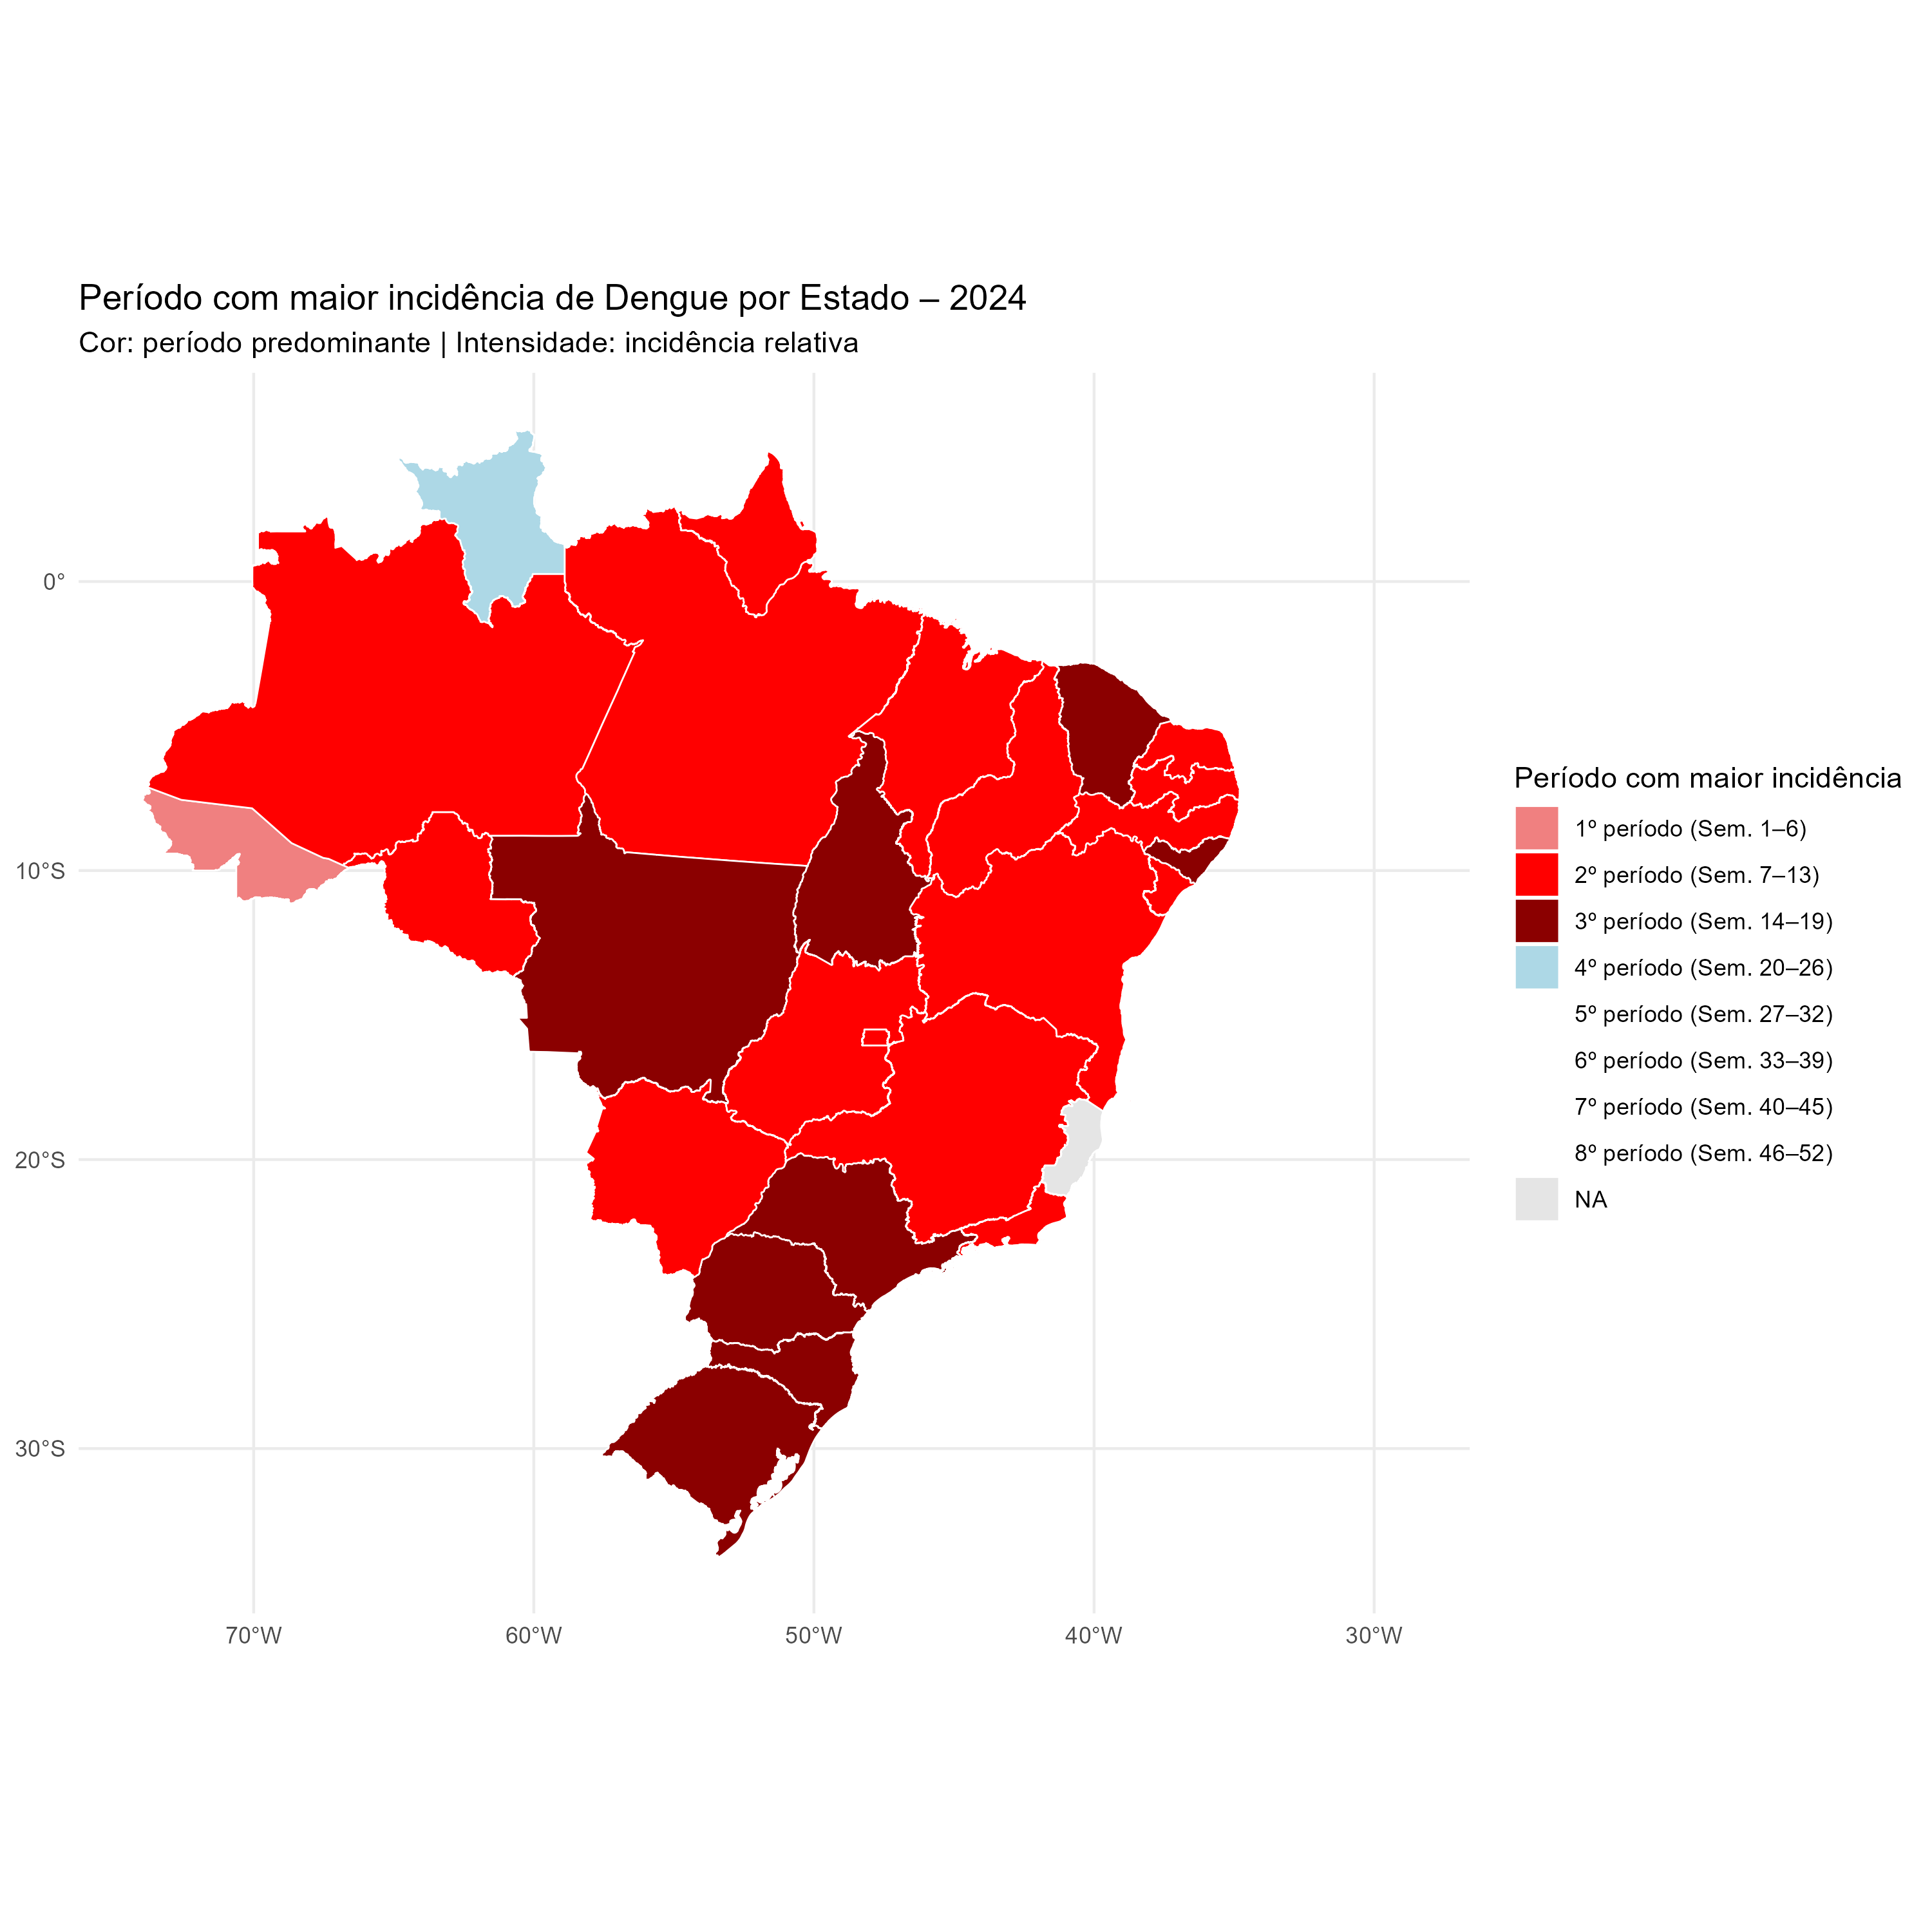 Período com maior incidência de Dengue por Estado – 2024
Cor: período predominante | Intensidade: incidência relativa
0°
10°S
20°S
30°S
70°W
60°W
50°W
40°W
30°W
Período com maior incidência
1º período (Sem. 1–6)
2º período (Sem. 7–13)
3º período (Sem. 14–19)
4º período (Sem. 20–26)
5º período (Sem. 27–32)
6º período (Sem. 33–39)
7º período (Sem. 40–45)
8º período (Sem. 46–52)
NA